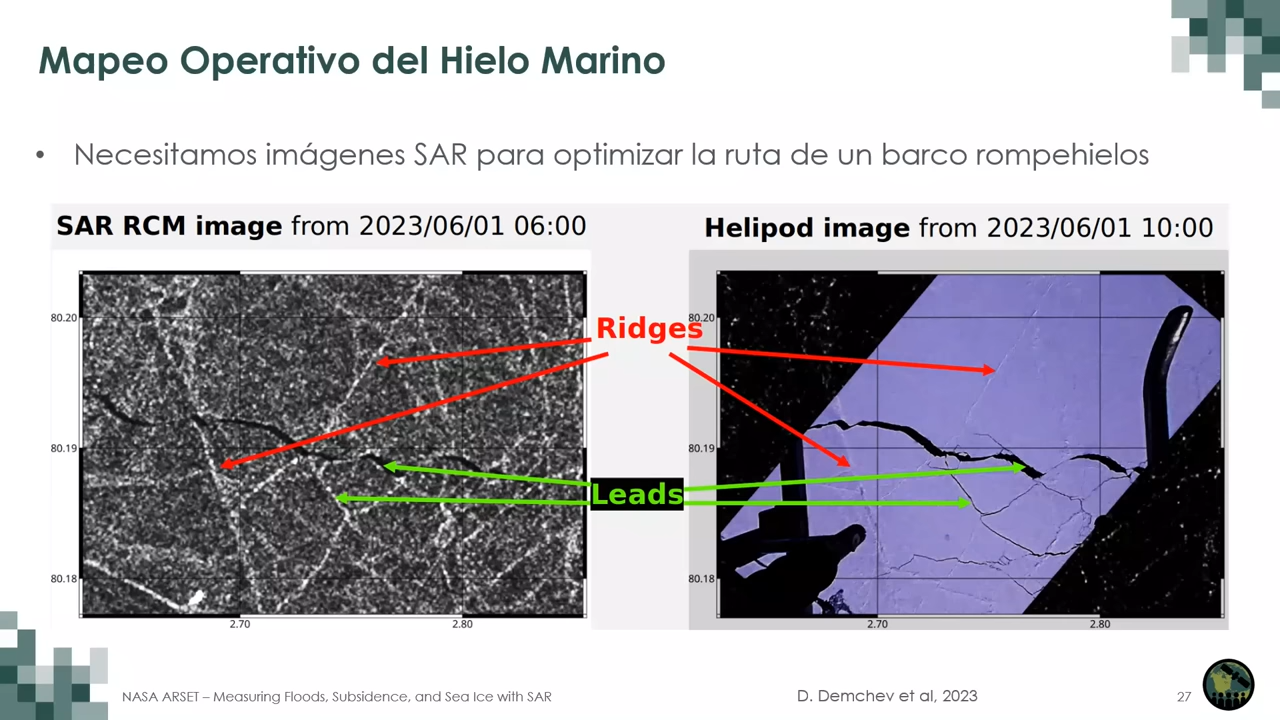 Mapeo Operativo del Hielo Marino
• Necesitamos imágenes SAR para optimizar la ruta de un barco rompehielos
SAR RCM image from 2023/06/01 06:00
Helipod image from 2023/06/01 10:00
80.20
80.19
80.18
2.70
2.80
Ridges
Leads
80.20
80.19
80.18
2.70
2.80
NASA ARSET – Measuring Floods, Subsidence, and Sea Ice with SAR
D. Demchev et al, 2023
27